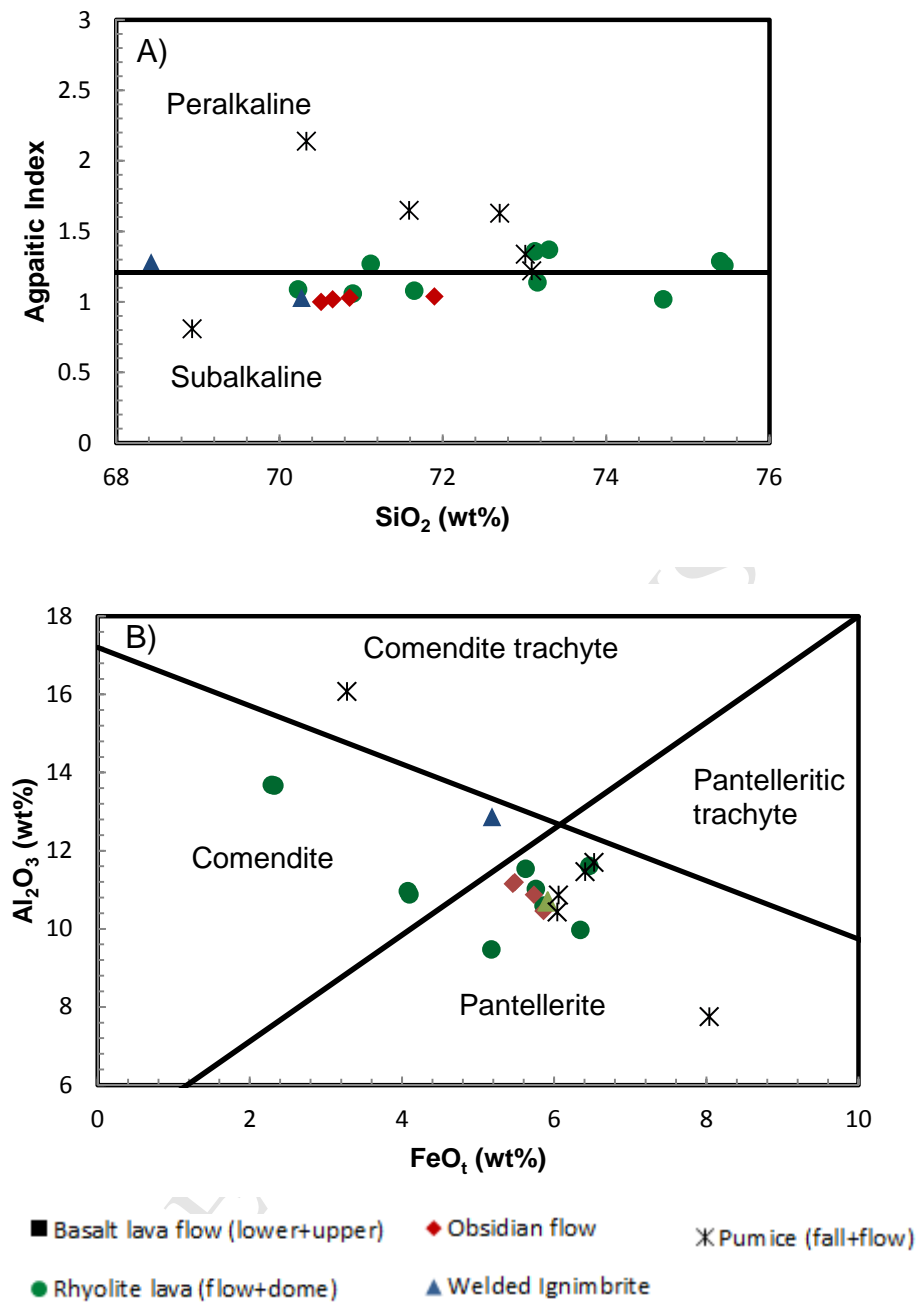 A)
3
2.5
2
1.5
1
0.5
0
Agpaitic Index
Peralkaline
Subalkaline
68 70 72 74 76
SiO₂ (wt%)
B)
18
16
14
12
10
8
6
Al₂O₃ (wt%)
Comendite trachyte
Pantelleritic
trachyte
Comendite
Pantellerite
0 2 4 6 8 10
FeOₜ (wt%)
Basalt lava flow (lower+upper) Obsidian flow Pumice (fall+flow)
Rhyolite lava (flow+dome) Welded Ignimbrite